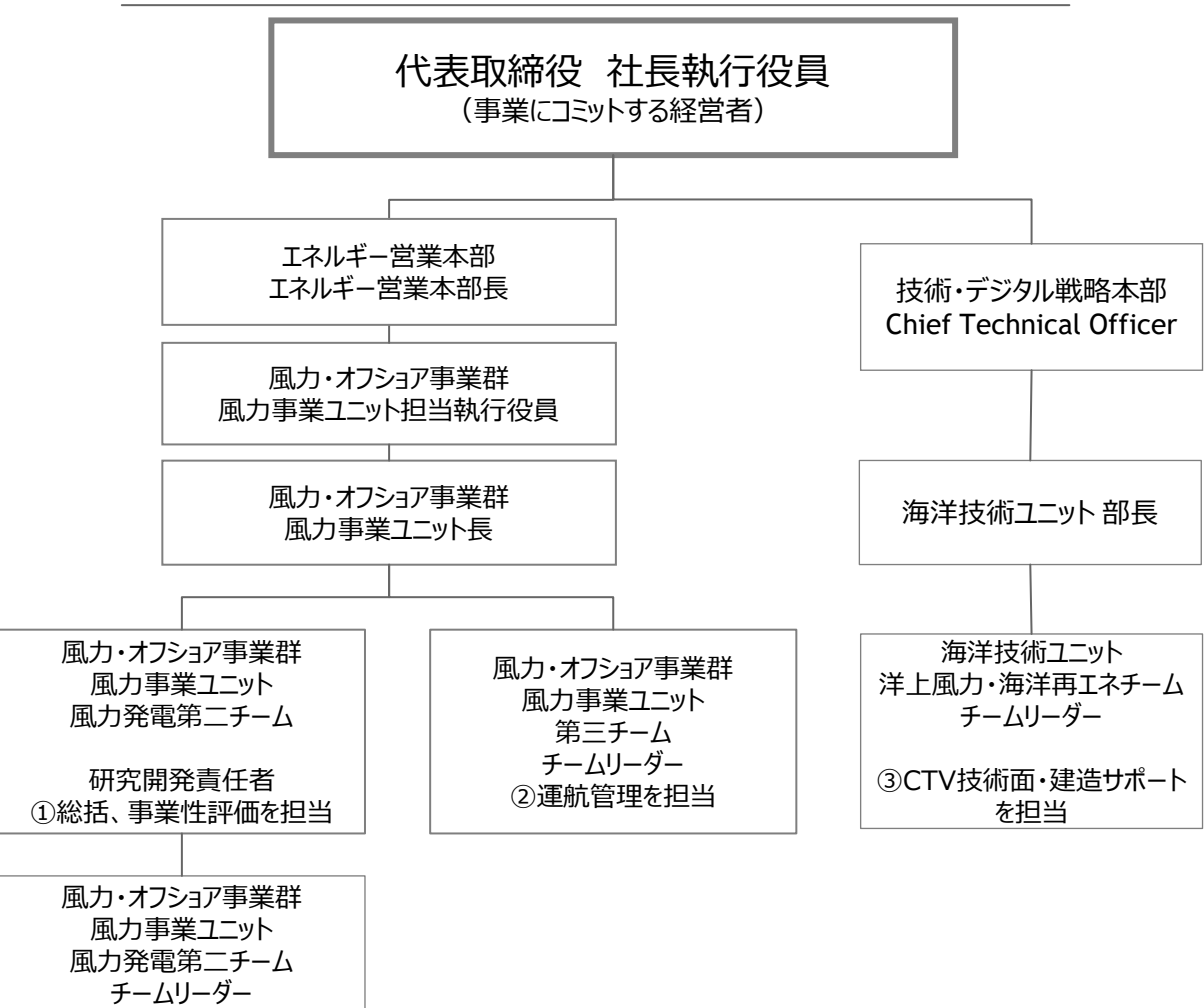 代表取締役 社長執行役員
（事業にコミットする経営者）
エネルギー営業本部
エネルギー営業本部長
風力・オフショア事業群
風力事業ユニット担当執行役員
風力・オフショア事業群
風力事業ユニット長
技術・デジタル戦略本部
Chief Technical Officer
海洋技術ユニット 部長
風力・オフショア事業群
風力事業ユニット
風力発電第二チーム
研究開発責任者
①総括、事業性評価を担当
風力・オフショア事業群
風力事業ユニット
第三チーム
チームリーダー
②運航管理を担当
海洋技術ユニット
洋上風力・海洋再エネチーム
チームリーダー
③CTV技術面・建造サポート
を担当
風力・オフショア事業群
風力事業ユニット
風力発電第二チーム
チームリーダー